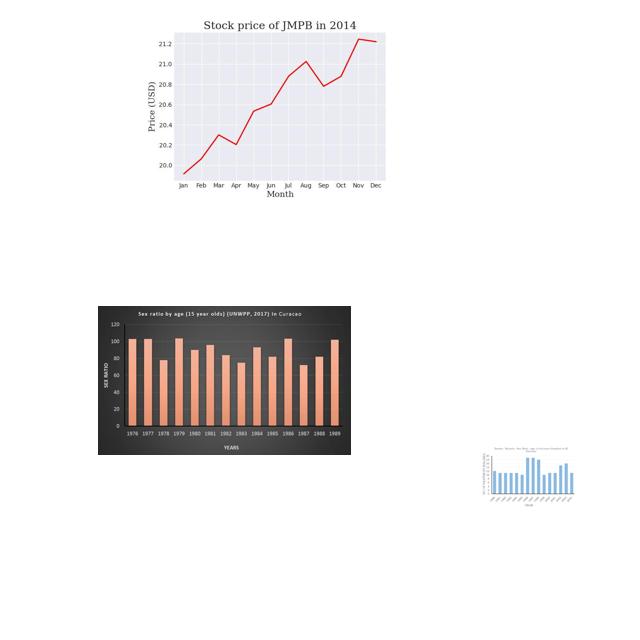 Stock price of JMPB in 2014
Price (USD)
21.2
21.0
20.8
20.6
20.4
20.2
20.0
Jan Feb Mar Apr May Jun Jul Aug Sep Oct Nov Dec
Month
Sex ratio by age (15 year olds) (UNWPP, 2017) in Curacao
SEX RATIO
120
100
80
60
40
20
0
1976 1977 1978 1979 1980 1981 1982 1983 1984 1985 1986 1987 1988 1989
YEARS